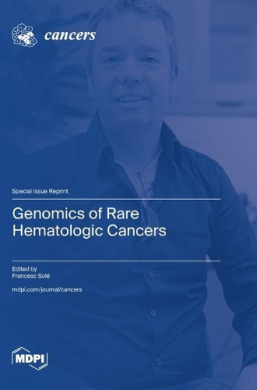 cancers
Special Issue Reprint
Genomics of Rare
Hematologic Cancers
Edited by
Francesc Solé
mdpi.com/journal/cancers
MDPI